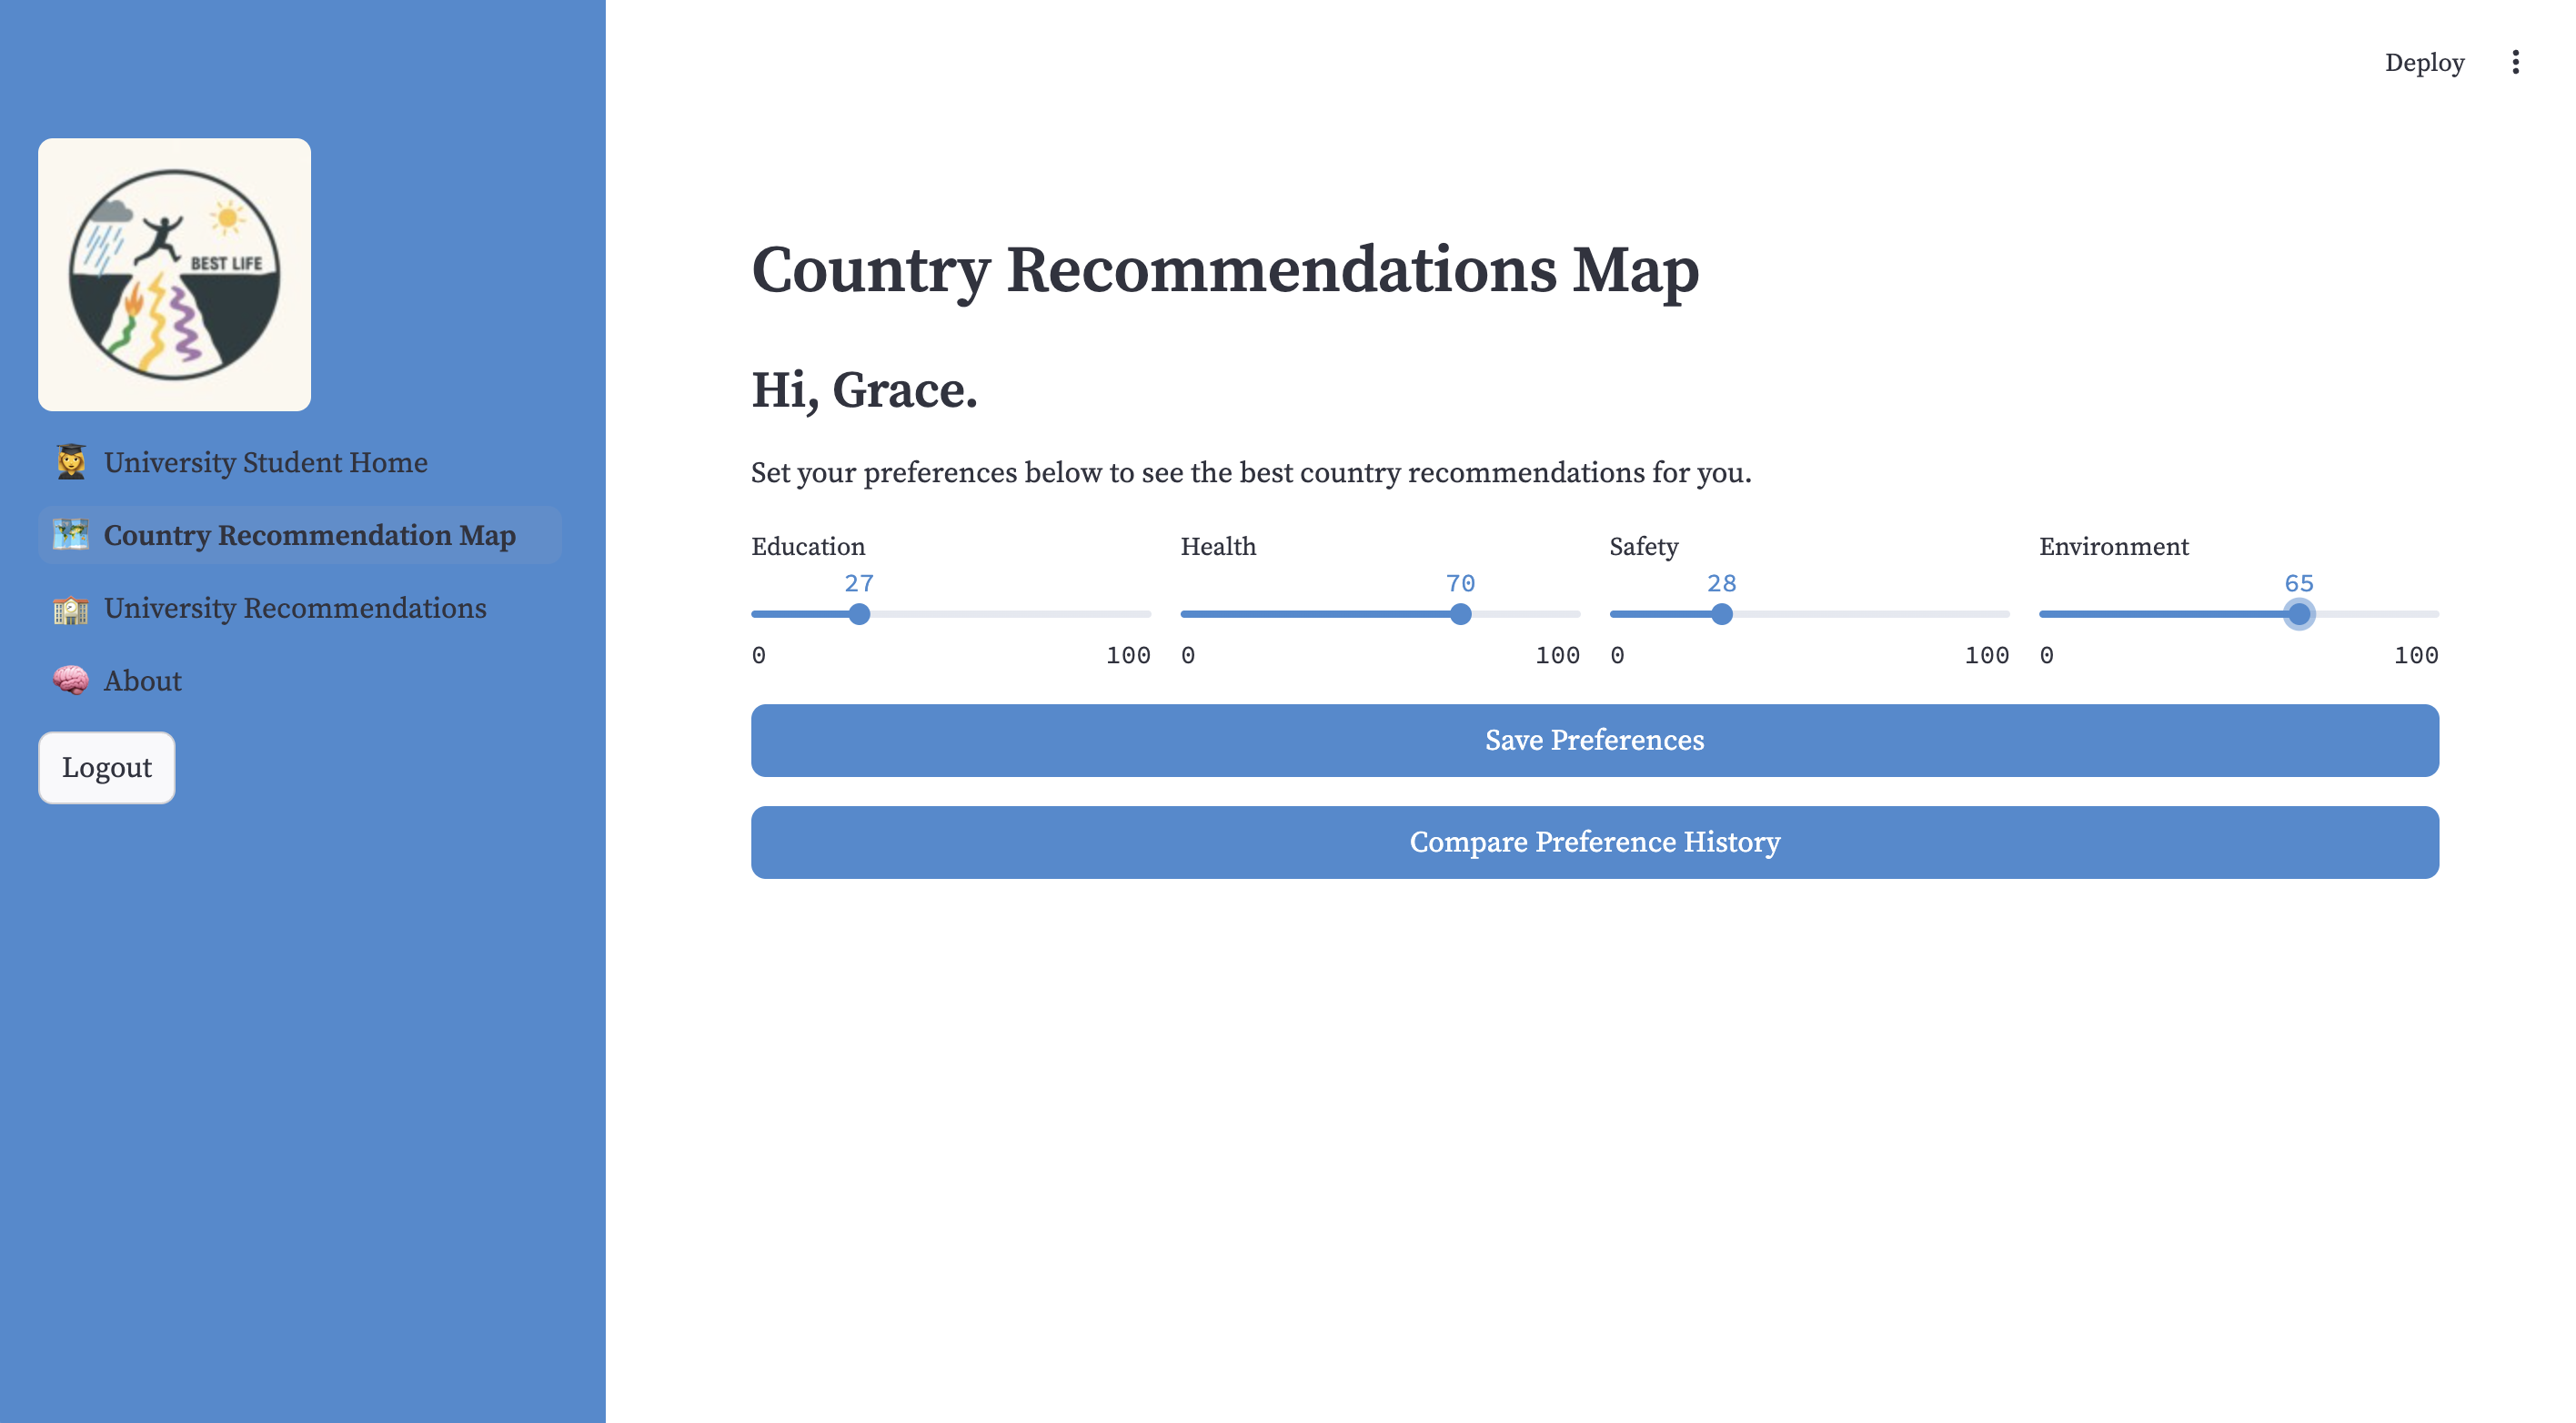 Deploy
BEST LIFE
University Student Home
Country Recommendation Map
University Recommendations
About
Logout
Country Recommendations Map
Hi, Grace.
Set your preferences below to see the best country recommendations for you.
Education
27
0 100
Health
70
0 100
Safety
28
0 100
Environment
65
0 100
Save Preferences
Compare Preference History